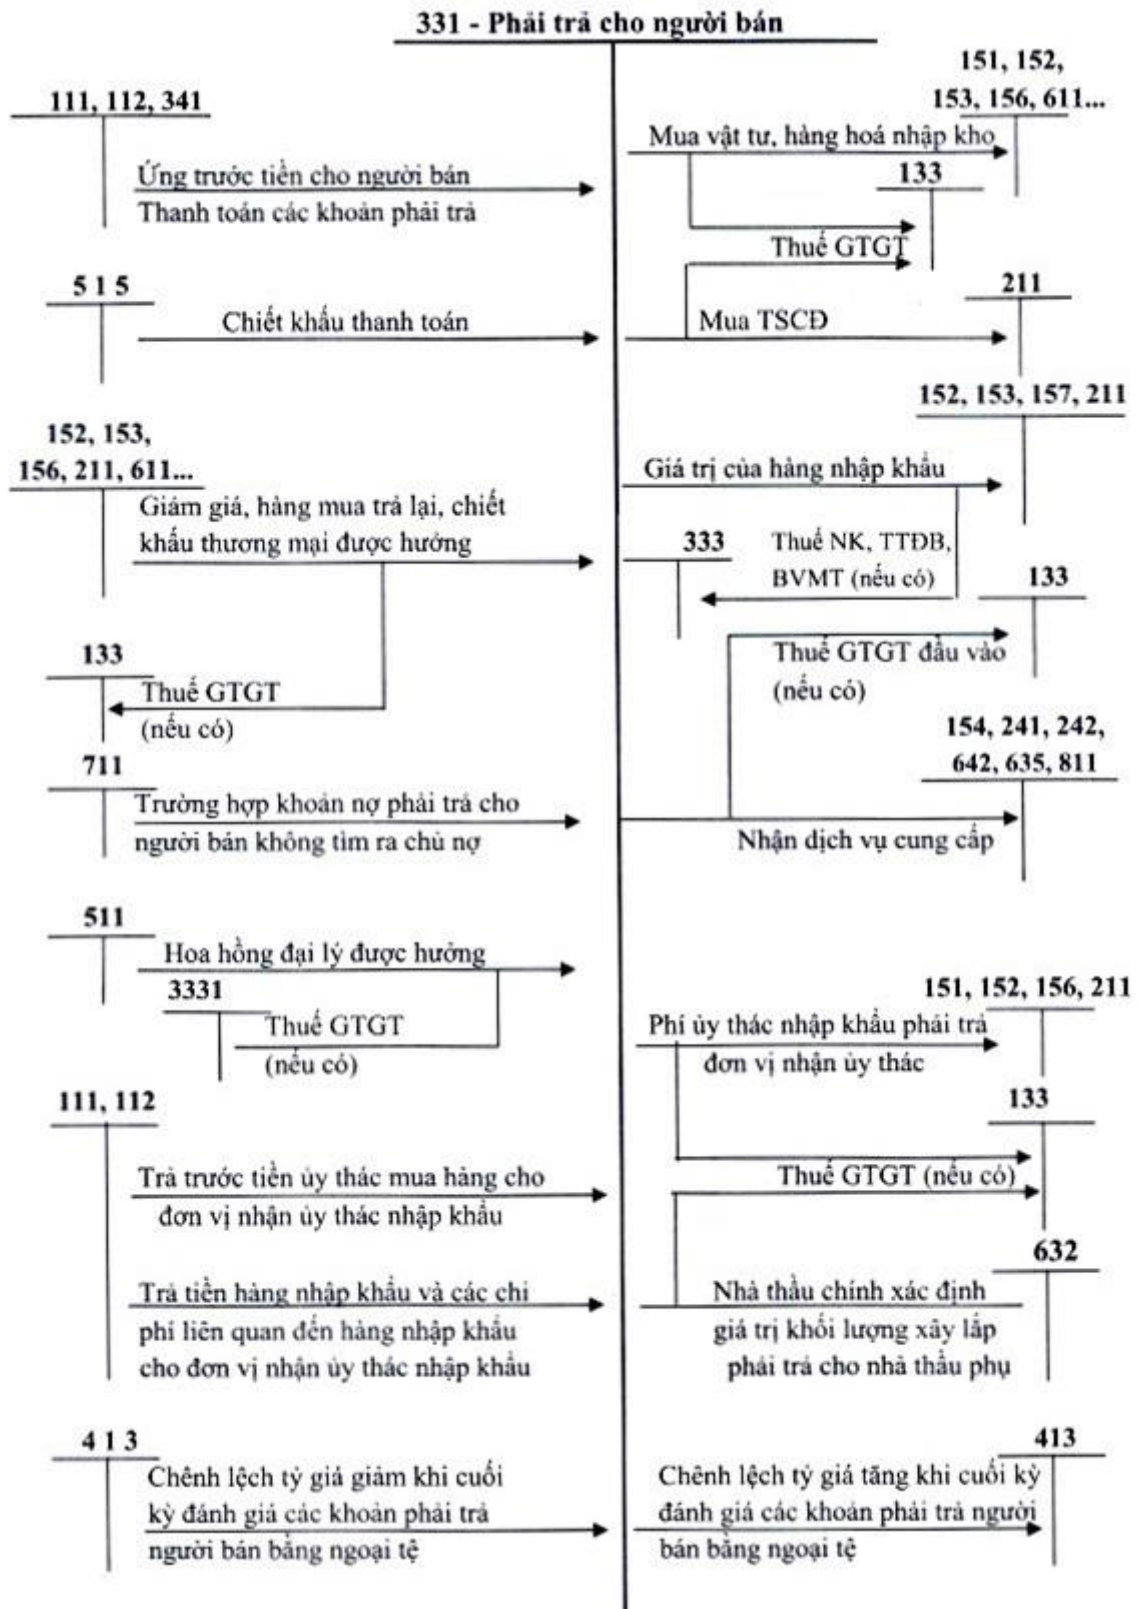 331 - Phải trả cho người bán
111, 112, 341
Ứng trước tiền cho người bán
Thanh toán các khoản phải trả
5 1 5
Chiết khấu thanh toán
152, 153,
156, 211, 611...
Giảm giá, hàng mua trả lại, chiết
khấu thương mại được hưởng
133
Thuế GTGT
(nếu có)
711
Trường hợp khoản nợ phải trả cho
người bán không tìm ra chủ nợ
511
Hoa hồng đại lý được hưởng
3331
Thuế GTGT
(nếu có)
111, 112
Trả trước tiền ủy thác mua hàng cho
đơn vị nhận ủy thác nhập khẩu
Trả tiền hàng nhập khẩu và các chi
phí liên quan đến hàng nhập khẩu
cho đơn vị nhận ủy thác nhập khẩu
4 1 3
Chênh lệch tỷ giá giảm khi cuối
kỳ đánh giá các khoản phải trả
người bán bằng ngoại tệ
151, 152,
153, 156, 611...
Mua vật tư, hàng hoá nhập kho
133
Thuế GTGT
211
Mua TSCĐ
152, 153, 157, 211
Giá trị của hàng nhập khẩu
333
Thuế NK, TTĐB,
BVMT (nếu có)
133
Thuế GTGT đầu vào
(nếu có)
154, 241, 242,
642, 635, 811
Nhận dịch vụ cung cấp
151, 152, 156, 211
Phí ủy thác nhập khẩu phải trả
đơn vị nhận ủy thác
133
Thuế GTGT (nếu có)
632
Nhà thầu chính xác định
giá trị khối lượng xây lắp
phải trả cho nhà thầu phụ
413
Chênh lệch tỷ giá tăng khi cuối kỳ
đánh giá các khoản phải trả người
bán bằng ngoại tệ